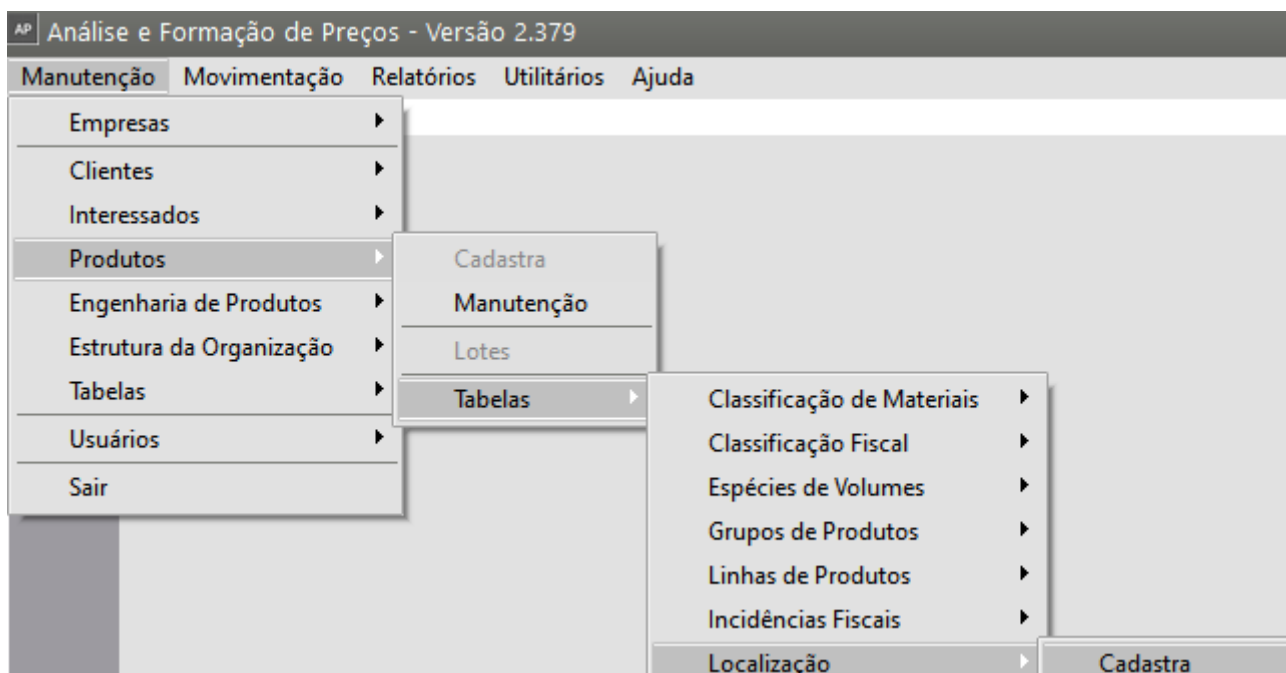 AP Análise e Formação de Preços - Versão 2.379
Manutenção Movimentação Relatórios Utilitários Ajuda
Empresas
Clientes
Interessados
Produtos
Engenharia de Produtos
Estrutura da Organização
Tabelas
Usuários
Sair
Cadastra
Manutenção
Lotes
Tabelas
Classificação de Materiais
Classificação Fiscal
Espécies de Volumes
Grupos de Produtos
Linhas de Produtos
Incidências Fiscais
Localização
Cadastra